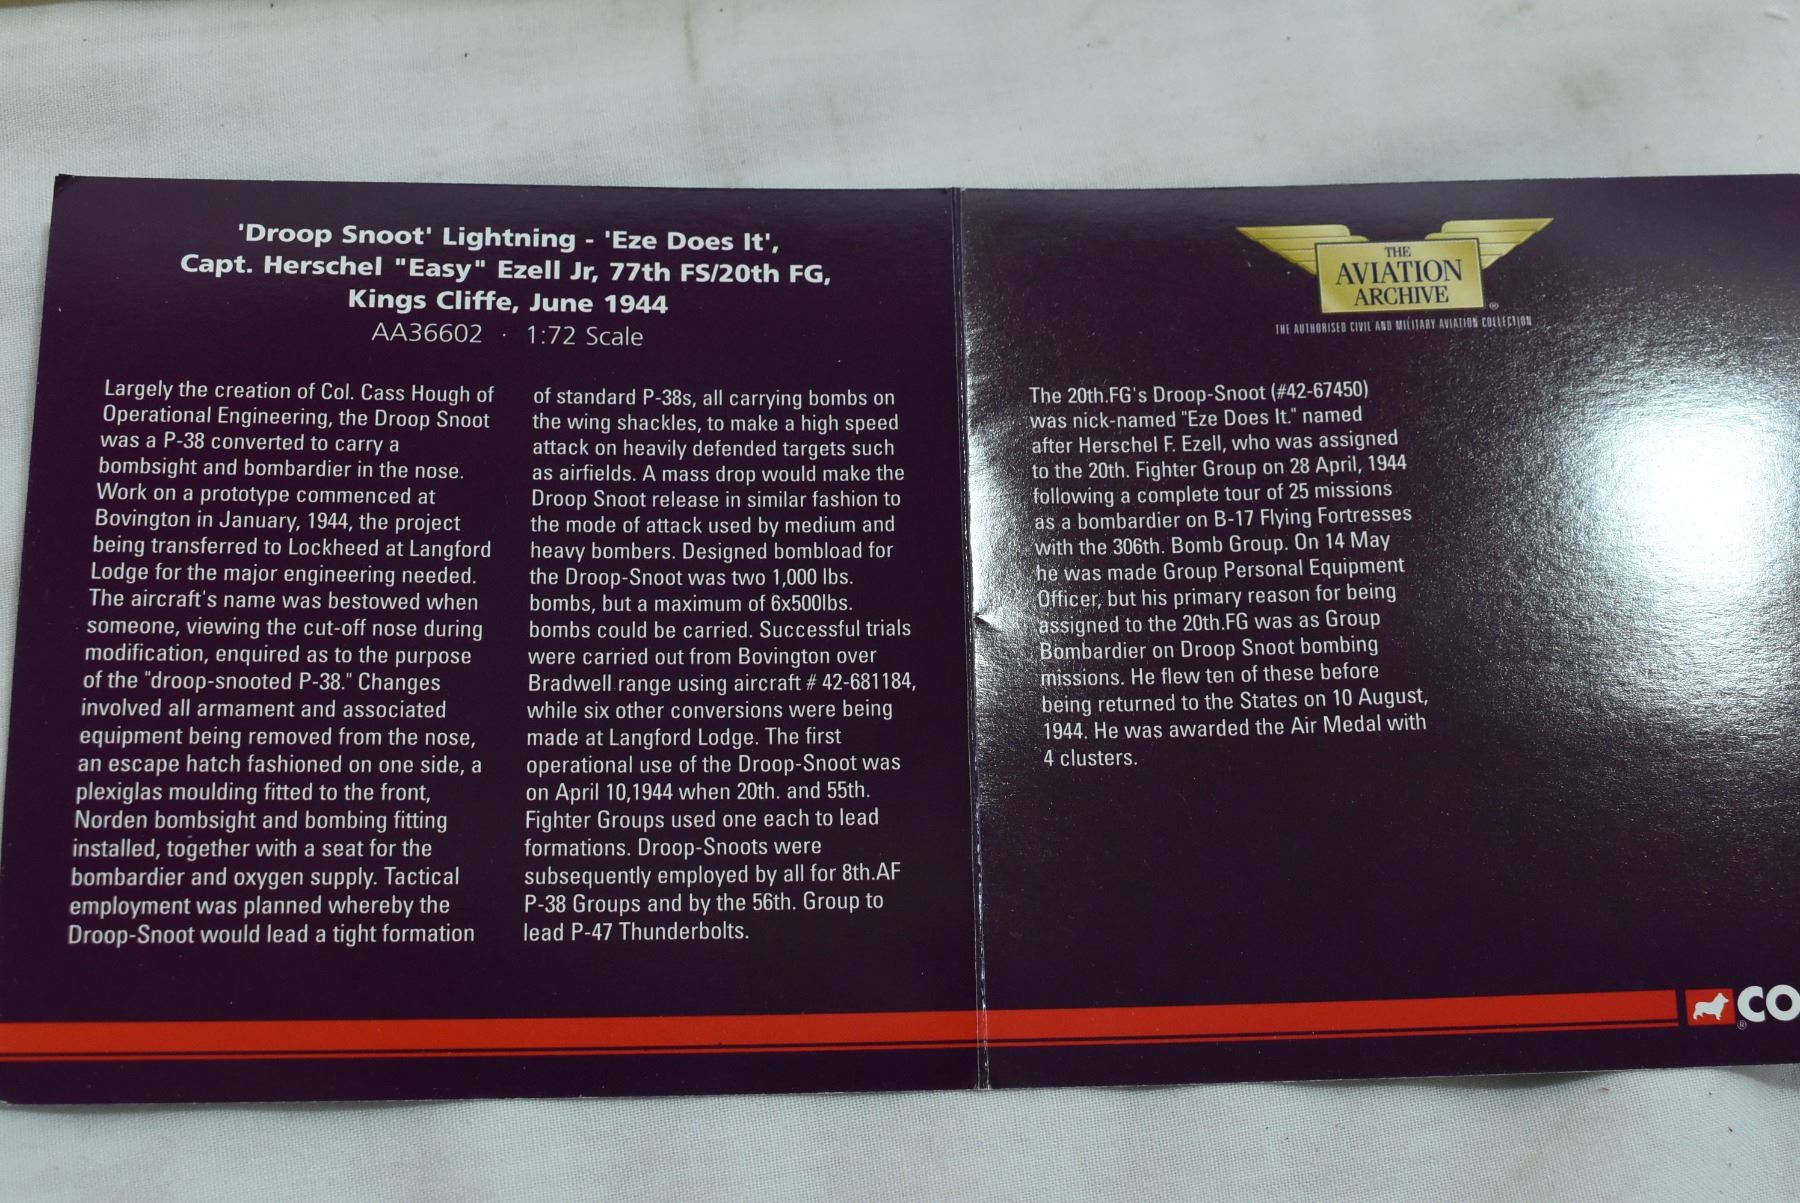 'Droop Snoot' Lightning - 'Eze Does It',
Capt. Herschel "Easy" Ezell Jr, 77th FS/20th FG,
Kings Cliffe, June 1944
AA36602 · 1:72 Scale
Largely the creation of Col. Cass Hough of
Operational Engineering, the Droop Snoot
was a P-38 converted to carry a
bombsight and bombardier in the nose.
Work on a prototype commenced at
Bovington in January, 1944, the project
being transferred to Lockheed at Langford
Lodge for the major engineering needed.
The aircraft's name was bestowed when
someone, viewing the cut-off nose during
modification, enquired as to the purpose
of the "droop-snooted P-38." Changes
involved all armament and associated
equipment being removed from the nose,
an escape hatch fashioned on one side, a
plexiglas moulding fitted to the front,
Norden bombsight and bombing fitting
installed, together with a seat for the
bombardier and oxygen supply. Tactical
employment was planned whereby the
Droop-Snoot would lead a tight formation
of standard P-38s, all carrying bombs on
the wing shackles, to make a high speed
attack on heavily defended targets such
as airfields. A mass drop would make the
Droop Snoot release in similar fashion to
the mode of attack used by medium and
heavy bombers. Designed bombload for
the Droop-Snoot was two 1,000 lbs.
bombs, but a maximum of 6x500lbs.
bombs could be carried. Successful trials
were carried out from Bovington over
Bradwell range using aircraft # 42-681184,
while six other conversions were being
made at Langford Lodge. The first
operational use of the Droop-Snoot was
on April 10,1944 when 20th. and 55th.
Fighter Groups used one each to lead
formations. Droop-Snoots were
subsequently employed by all for 8th.AF
P-38 Groups and by the 56th. Group to
lead P-47 Thunderbolts.
THE
AVIATION
ARCHIVE
®
THE AUTHORISED CIVIL AND MILITARY AVIATION COLLECTION
The 20th.FG's Droop-Snoot (#42-67450)
was nick-named "Eze Does It." named
after Herschel F. Ezell, who was assigned
to the 20th. Fighter Group on 28 April, 1944
following a complete tour of 25 missions
as a bombardier on B-17 Flying Fortresses
with the 306th. Bomb Group. On 14 May
he was made Group Personal Equipment
Officer, but his primary reason for being
assigned to the 20th.FG was as Group
Bombardier on Droop Snoot bombing
missions. He flew ten of these before
being returned to the States on 10 August,
1944. He was awarded the Air Medal with
4 clusters.
® CO